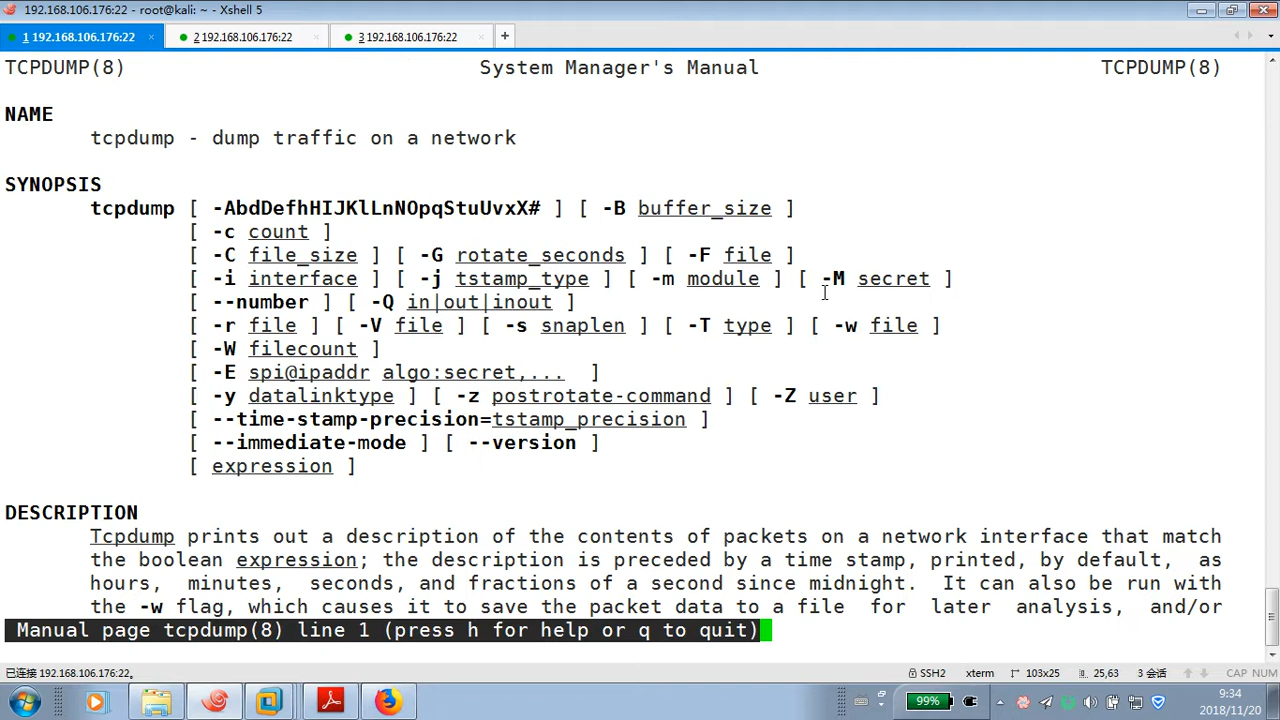 192.168.106.176:22 - root@kali: ~ - Xshell 5
1 192.168.106.176:22 × 2 192.168.106.176:22 × 3 192.168.106.176:22 × +
TCPDUMP(8) System Manager's Manual TCPDUMP(8)
NAME
tcpdump - dump traffic on a network
SYNOPSIS
tcpdump [ -AbdDefhHIJKlLnNOpqStuUvxX# ] [ -B buffer_size ]
[ -c count ]
[ -C file_size ] [ -G rotate_seconds ] [ -F file ]
[ -i interface ] [ -j tstamp_type ] [ -m module ] [ -M secret ]
[ --number ] [ -Q in|out|inout ]
[ -r file ] [ -V file ] [ -s snaplen ] [ -T type ] [ -w file ]
[ -W filecount ]
[ -E spi@ipaddr algo:secret,... ]
[ -y datalinktype ] [ -z postrotate-command ] [ -Z user ]
[ --time-stamp-precision=tstamp_precision ]
[ --immediate-mode ] [ --version ]
[ expression ]
DESCRIPTION
Tcpdump prints out a description of the contents of packets on a network interface that match
the boolean expression; the description is preceded by a time stamp, printed, by default, as
hours, minutes, seconds, and fractions of a second since midnight. It can also be run with
the -w flag, which causes it to save the packet data to a file for later analysis, and/or
Manual page tcpdump(8) line 1 (press h for help or q to quit)
已连接 192.168.106.176:22。 SSH2 xterm 103x25 25,63 3 会话 CAP NUM
99% 9:34
2018/11/20